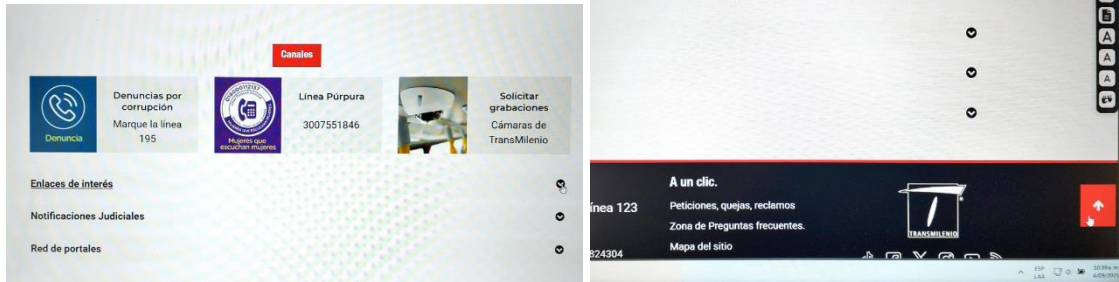 Canales
Denuncia
Denuncias por
corrupción
Marque la línea
195
Mujeres que
escuchan mujeres
Línea Púrpura
3007551846
Solicitar
grabaciones
Cámaras de
TransMilenio
Enlaces de interés
Notificaciones Judiciales
Red de portales
A
A
A
ínea 123
824304
A un clic.
Peticiones, quejas, reclamos
Zona de Preguntas frecuentes.
Mapa del sitio
TRANSMILENIO
ESP
LAA